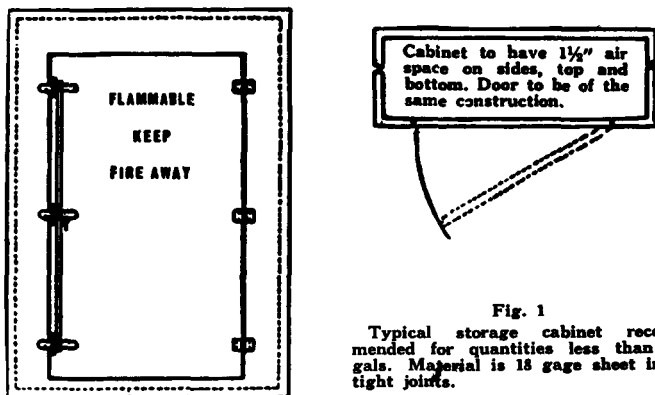 FLAMMABLE
KEEP
FIRE AWAY
Cabinet to have 1½" air
space on sides, top and
bottom. Door to be of the
same construction.
Fig. 1
Typical storage cabinet reco
mended for quantities less than
gals. Material is 18 gage sheet
tight joints.